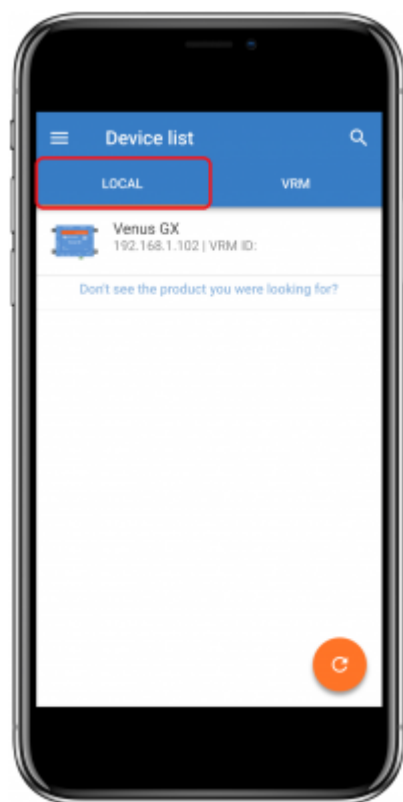 Device list
LOCAL
VRM
Venus GX
192.168.1.102 | VRM ID:
Don't see the product you were looking for?